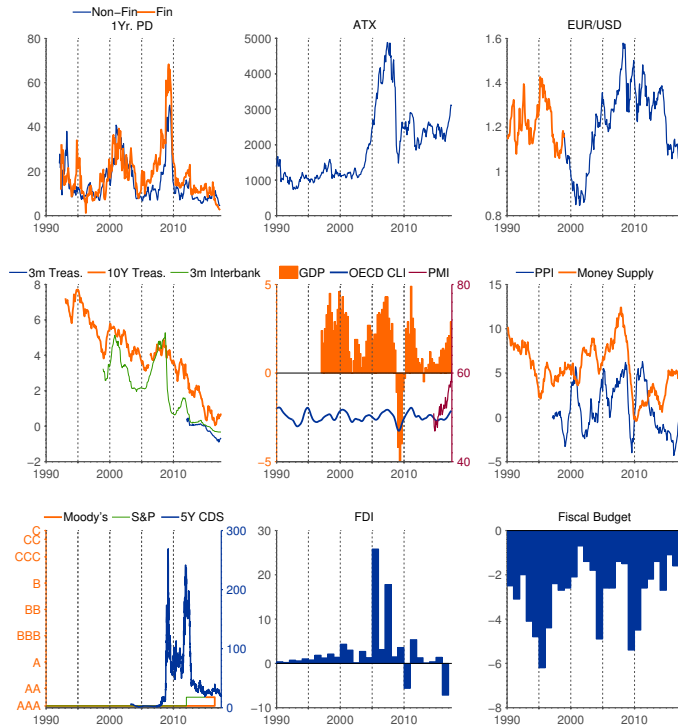 Non−Fin Fin
1Yr. PD
80
60
40
20
0
1990 2000 2010
ATX
5000
4000
3000
2000
1000
0
1990 2000 2010
EUR/USD
1.6
1.4
1.2
1
0.8
1990 2000 2010
3m Treas. 10Y Treas. 3m Interbank
8
6
4
2
0
−2
1990 2000 2010
GDP OECD CLI PMI
5 80
0 60
−5 40
1990 2000 2010
PPI Money Supply
15
10
5
0
−5
1990 2000 2010
Moody's S&P 5Y CDS
C 300
CC
CCC
B 200
BB
BBB 100
A
AA
AAA 0
1990 2000 2010
FDI
30
20
10
0
−10
1990 2000 2010
Fiscal Budget
0
−2
−4
−6
−8
1990 2000 2010